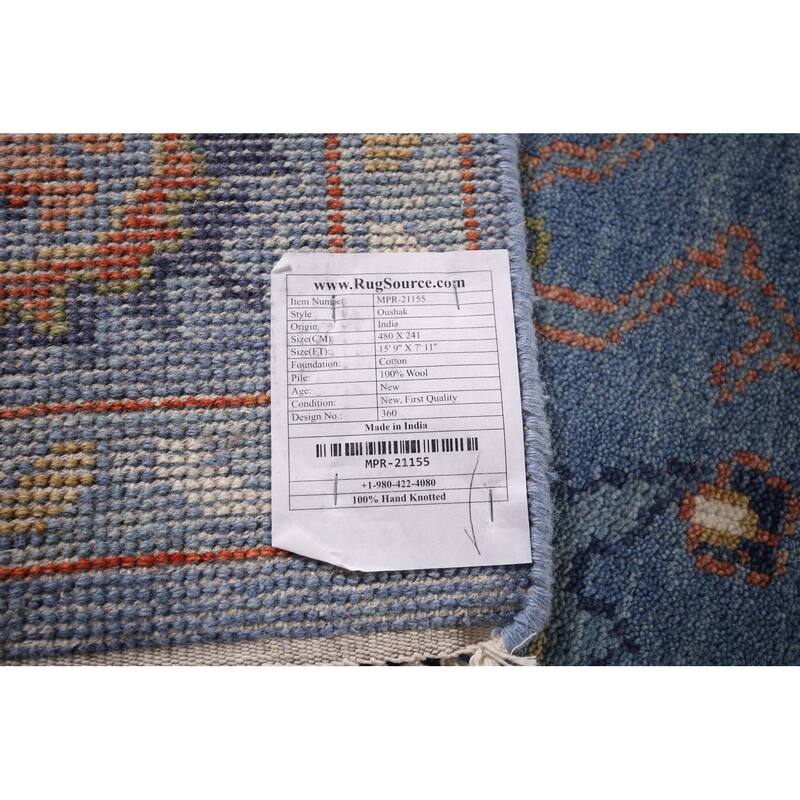 www.RugSource.com
Item Number: MPR-21155
Style Oushak
Origin India
Size(CM): 480 X 241
Size(FT): 15' 9" X 7' 11"
Foundation: Cotton
Pile: 100% Wool
Age: New
Condition: New, First Quality
Design No.: 360
Made in India
MPR-21155
+1-980-422-4080
100% Hand Knotted